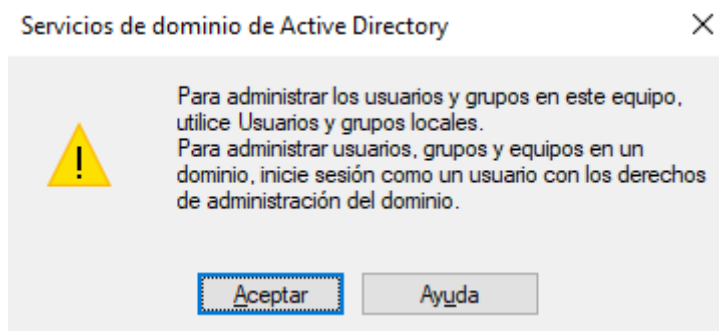 Servicios de dominio de Active Directory
Para administrar los usuarios y grupos en este equipo,
utilice Usuarios y grupos locales.
Para administrar usuarios, grupos y equipos en un
dominio, inicie sesión como un usuario con los derechos
de administración del dominio.
Aceptar
Ayuda